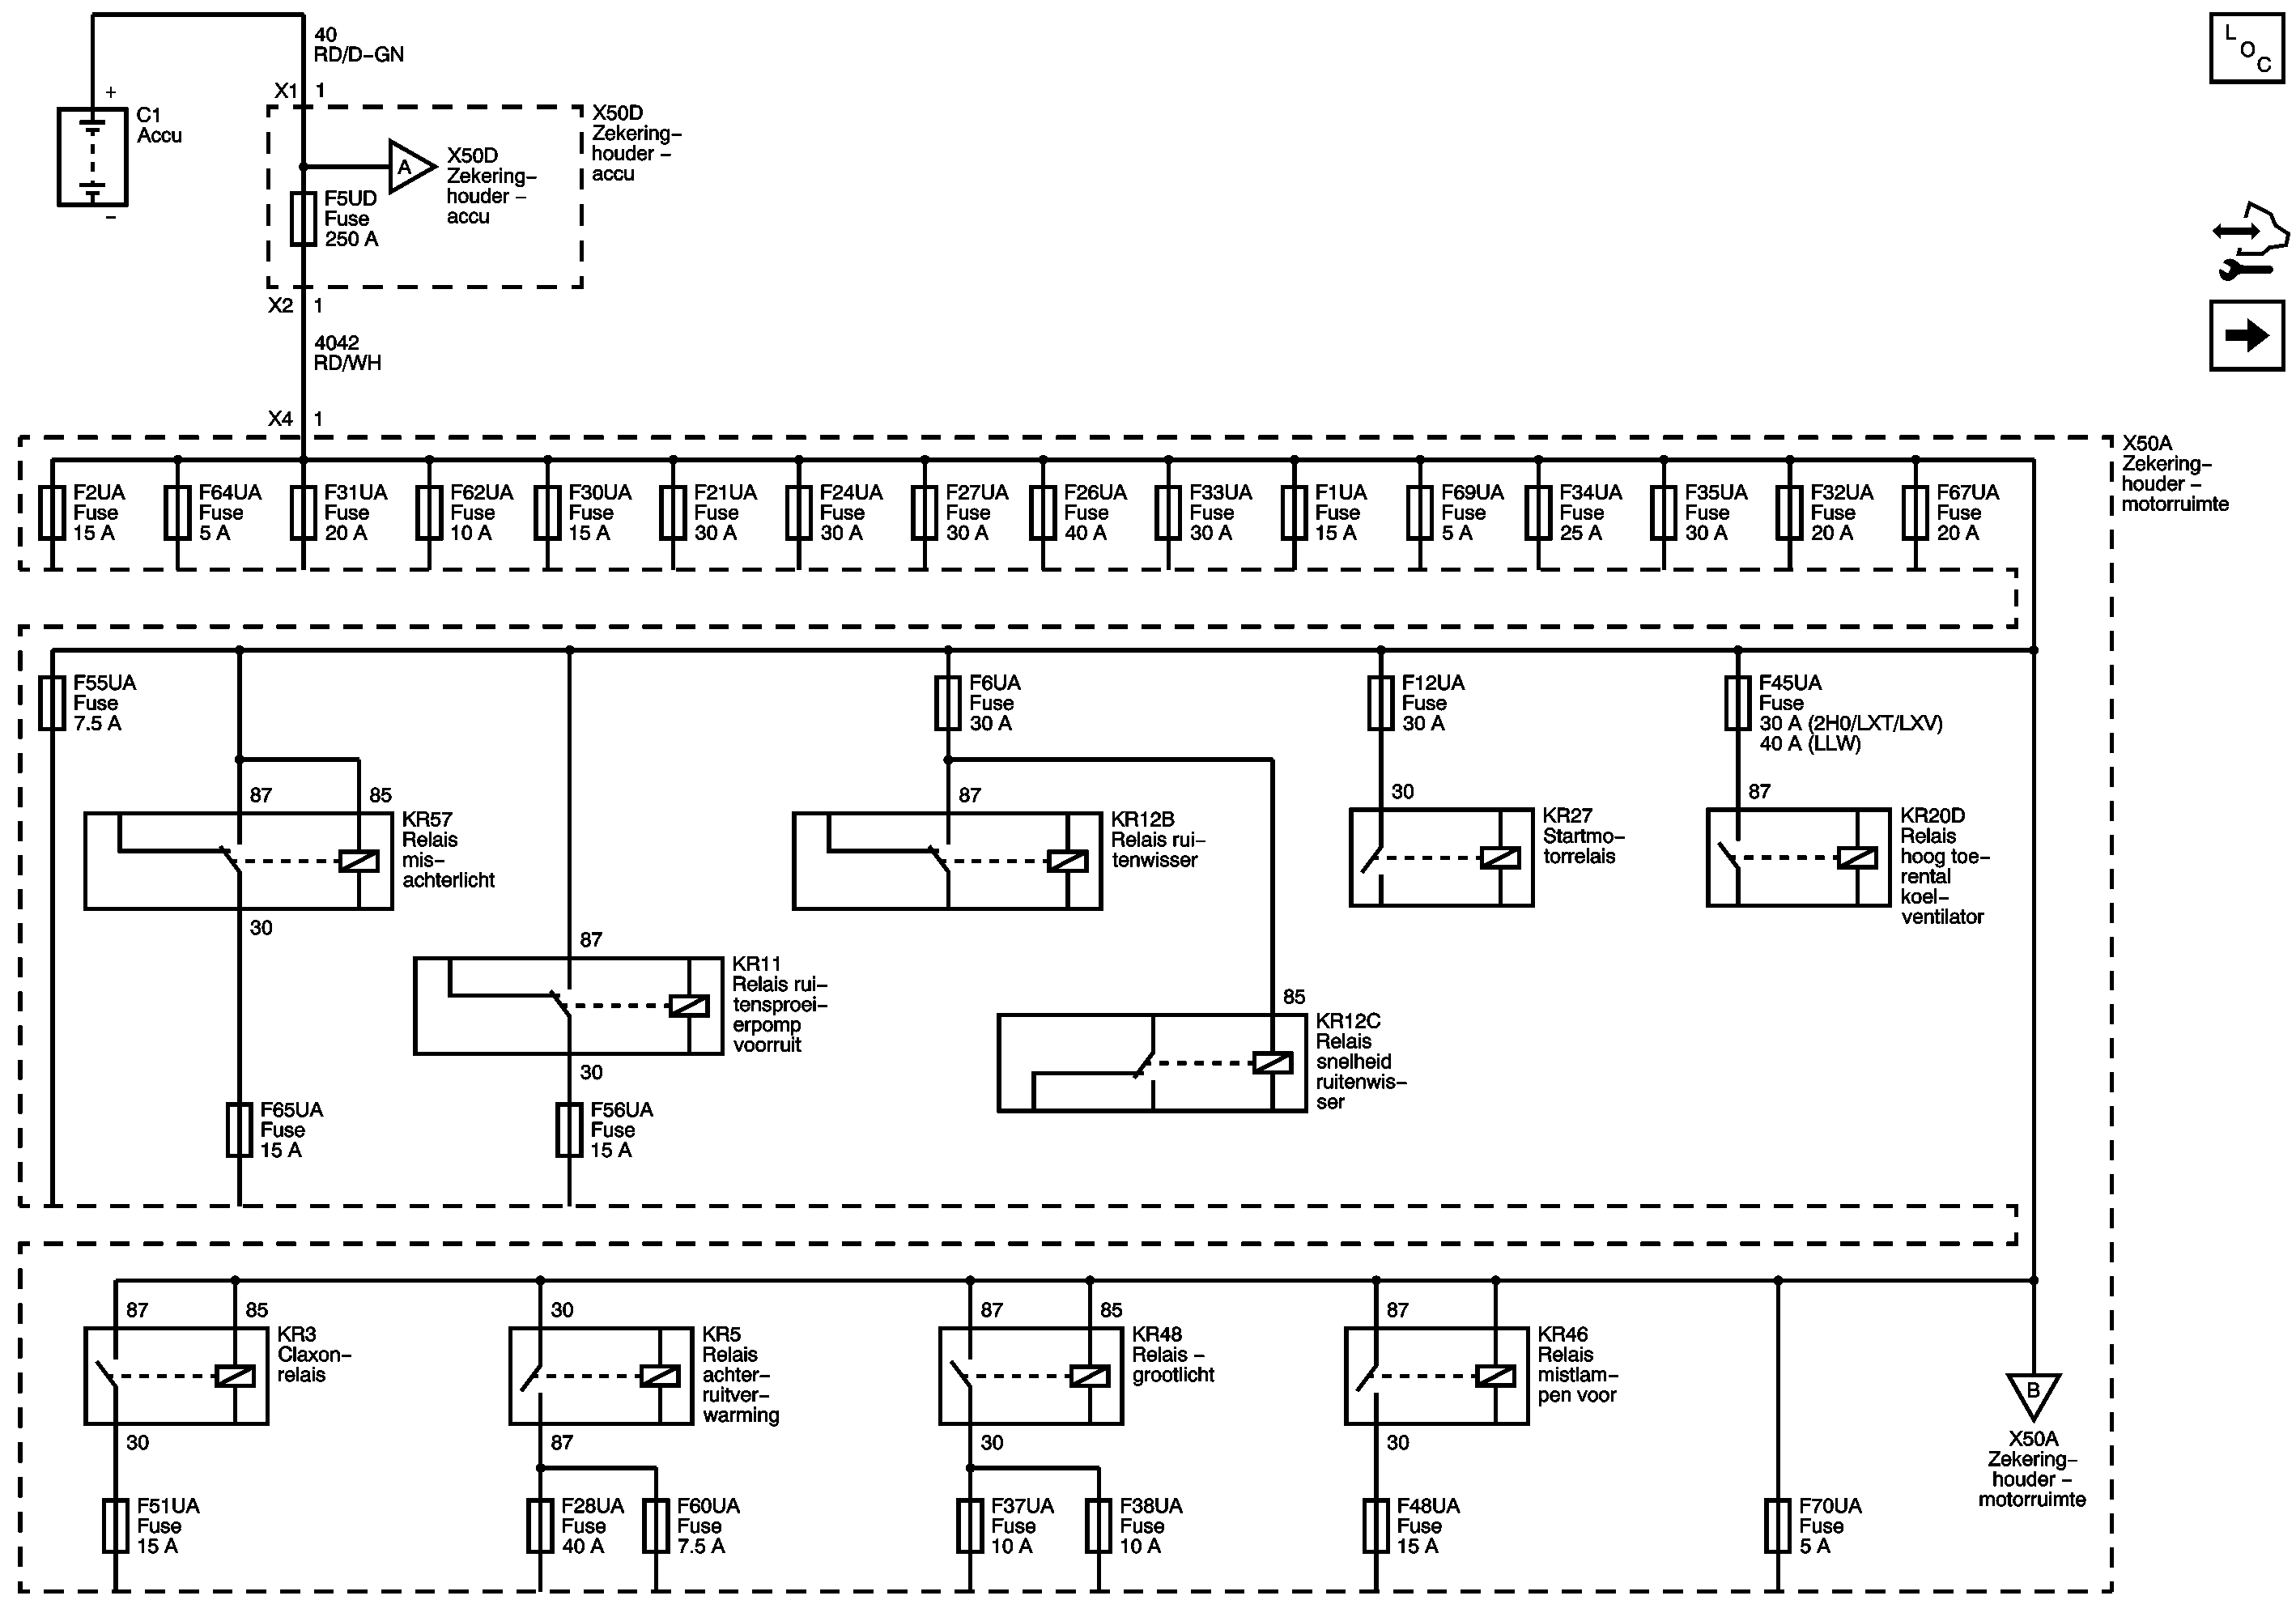 40
RD/D-GN
X1 1
+
C1
Accu
–
X50D
Zekering-
houder -
accu
A
X50D
Zekering-
houder -
accu
F5UD
Fuse
250 A
X2 1
4042
RD/WH
X4 1
L
O
C
X50A
Zekering-
houder -
motorruimte
F2UA
Fuse
15 A
F64UA
Fuse
5 A
F31UA
Fuse
20 A
F62UA
Fuse
10 A
F30UA
Fuse
15 A
F21UA
Fuse
30 A
F24UA
Fuse
30 A
F27UA
Fuse
30 A
F26UA
Fuse
40 A
F33UA
Fuse
30 A
F1UA
Fuse
15 A
F69UA
Fuse
5 A
F34UA
Fuse
25 A
F35UA
Fuse
30 A
F32UA
Fuse
20 A
F67UA
Fuse
20 A
F55UA
Fuse
7.5 A
F6UA
Fuse
30 A
F12UA
Fuse
30 A
F45UA
Fuse
30 A (2H0/LXT/LXV)
40 A (LLW)
87
85
KR57
Relais
mis-
achterlicht
30
87
KR11
Relais rui-
tensproei-
erpomp
voorruit
30
87
KR12B
Relais rui-
tenwisser
85
KR12C
Relais
snelheid
ruitenwis-
ser
30
KR27
Startmo-
torrelais
87
KR20D
Relais
hoog toe-
rental
koel-
ventilator
F65UA
Fuse
15 A
F56UA
Fuse
15 A
87
85
KR3
Claxon-
relais
30
30
KR5
Relais
achter-
ruitver-
warming
87
87
85
KR48
Relais -
grootlicht
30
87
KR46
Relais
mistlam-
pen voor
30
B
X50A
Zekering-
houder -
motorruimte
F51UA
Fuse
15 A
F28UA
Fuse
40 A
F60UA
Fuse
7.5 A
F37UA
Fuse
10 A
F38UA
Fuse
10 A
F48UA
Fuse
15 A
F70UA
Fuse
5 A